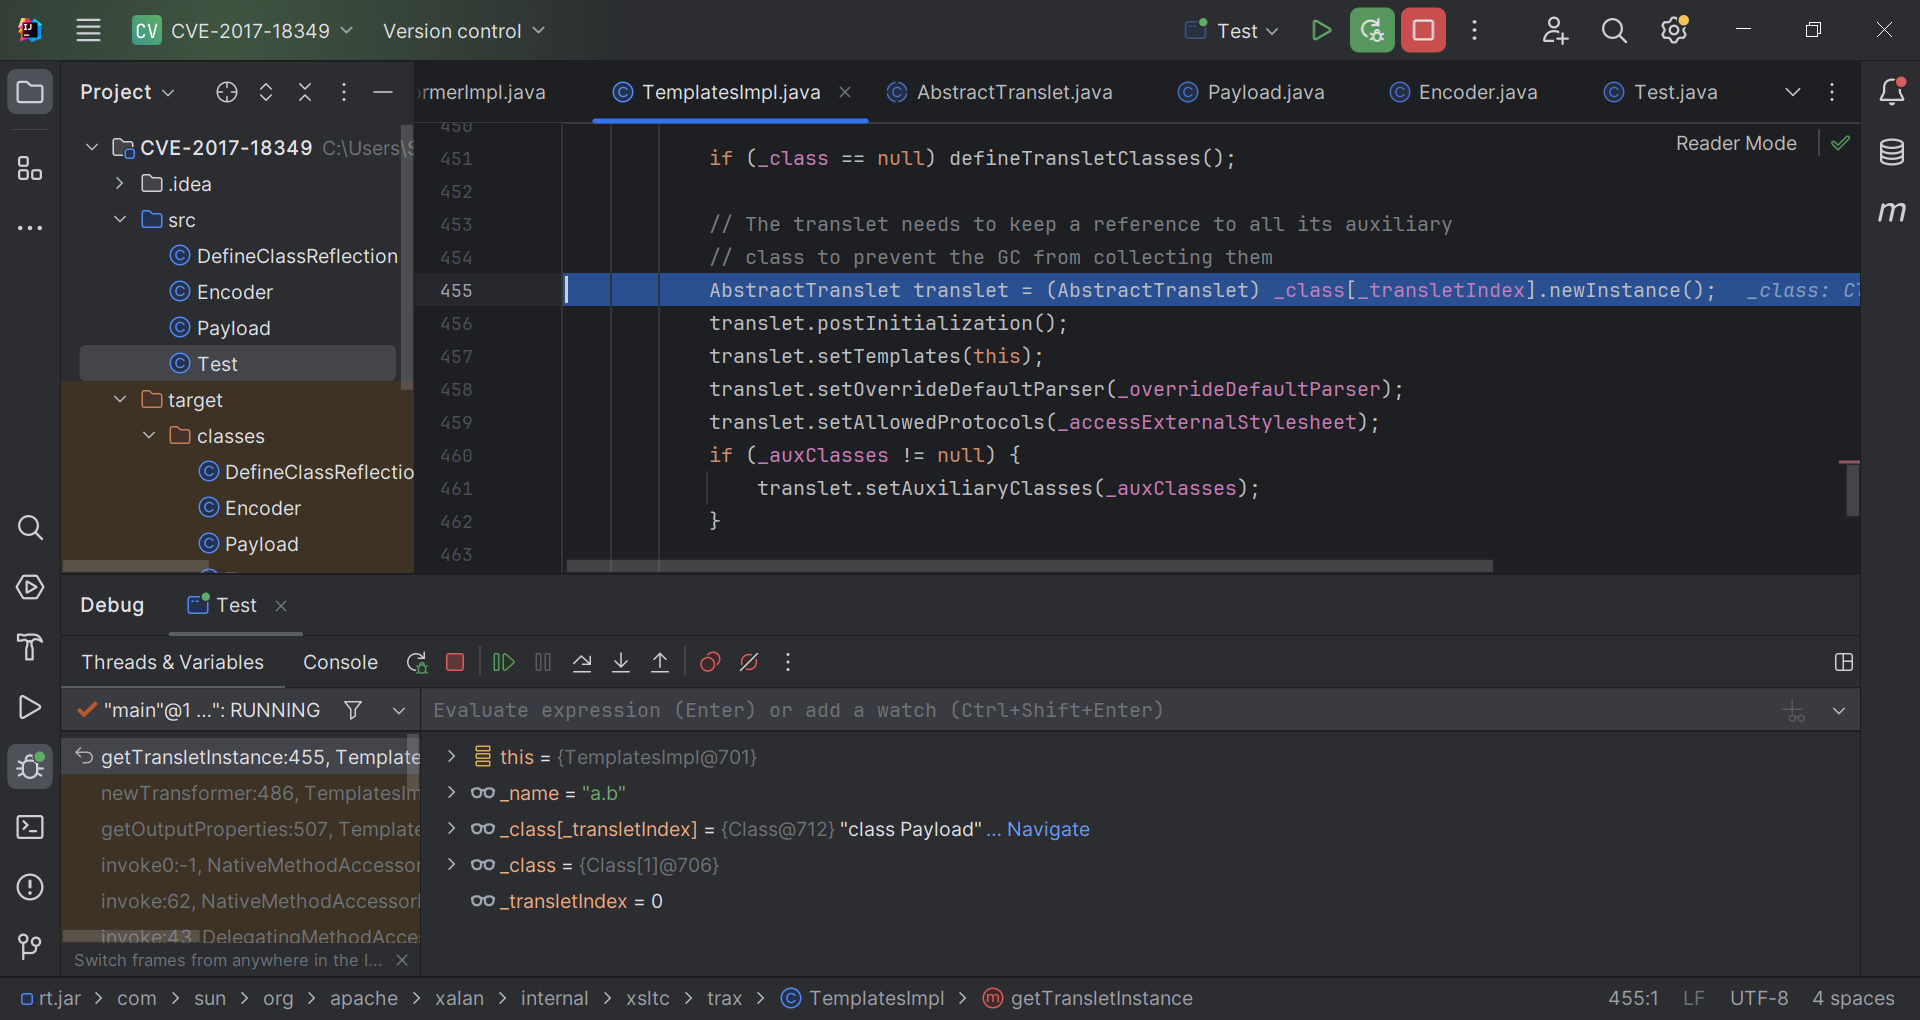 CV CVE-2017-18349 Version control Test
Project
rmerImpl.java TemplatesImpl.java AbstractTranslet.java Payload.java Encoder.java Test.java
Reader Mode
CVE-2017-18349 C:\Users\S
.idea
src
DefineClassReflection
Encoder
Payload
Test
target
classes
DefineClassReflectio
Encoder
Payload
450
451 if (_class == null) defineTransletClasses();
452
453 // The translet needs to keep a reference to all its auxiliary
454 // class to prevent the GC from collecting them
455 AbstractTranslet translet = (AbstractTranslet) _class[_transletIndex].newInstance(); _class: Cl
456 translet.postInitialization();
457 translet.setTemplates(this);
458 translet.setOverrideDefaultParser(_overrideDefaultParser);
459 translet.setAllowedProtocols(_accessExternalStylesheet);
460 if (_auxClasses != null) {
461 translet.setAuxiliaryClasses(_auxClasses);
462 }
463
Debug Test
Threads & Variables Console
"main"@1 ...": RUNNING
Evaluate expression (Enter) or add a watch (Ctrl+Shift+Enter)
getTransletInstance:455, Template
newTransformer:486, TemplatesIm
getOutputProperties:507, Template
invoke0:-1, NativeMethodAccessor
invoke:62, NativeMethodAccessorI
invoke:43, DelegatingMethodAcce
Switch frames from anywhere in the I...
this = {TemplatesImpl@701}
_name = "a.b"
_class[_transletIndex] = {Class@712} "class Payload" ... Navigate
_class = {Class[1]@706}
_transletIndex = 0
rt.jar > com > sun > org > apache > xalan > internal > xsltc > trax > TemplatesImpl > getTransletInstance
455:1 LF UTF-8 4 spaces